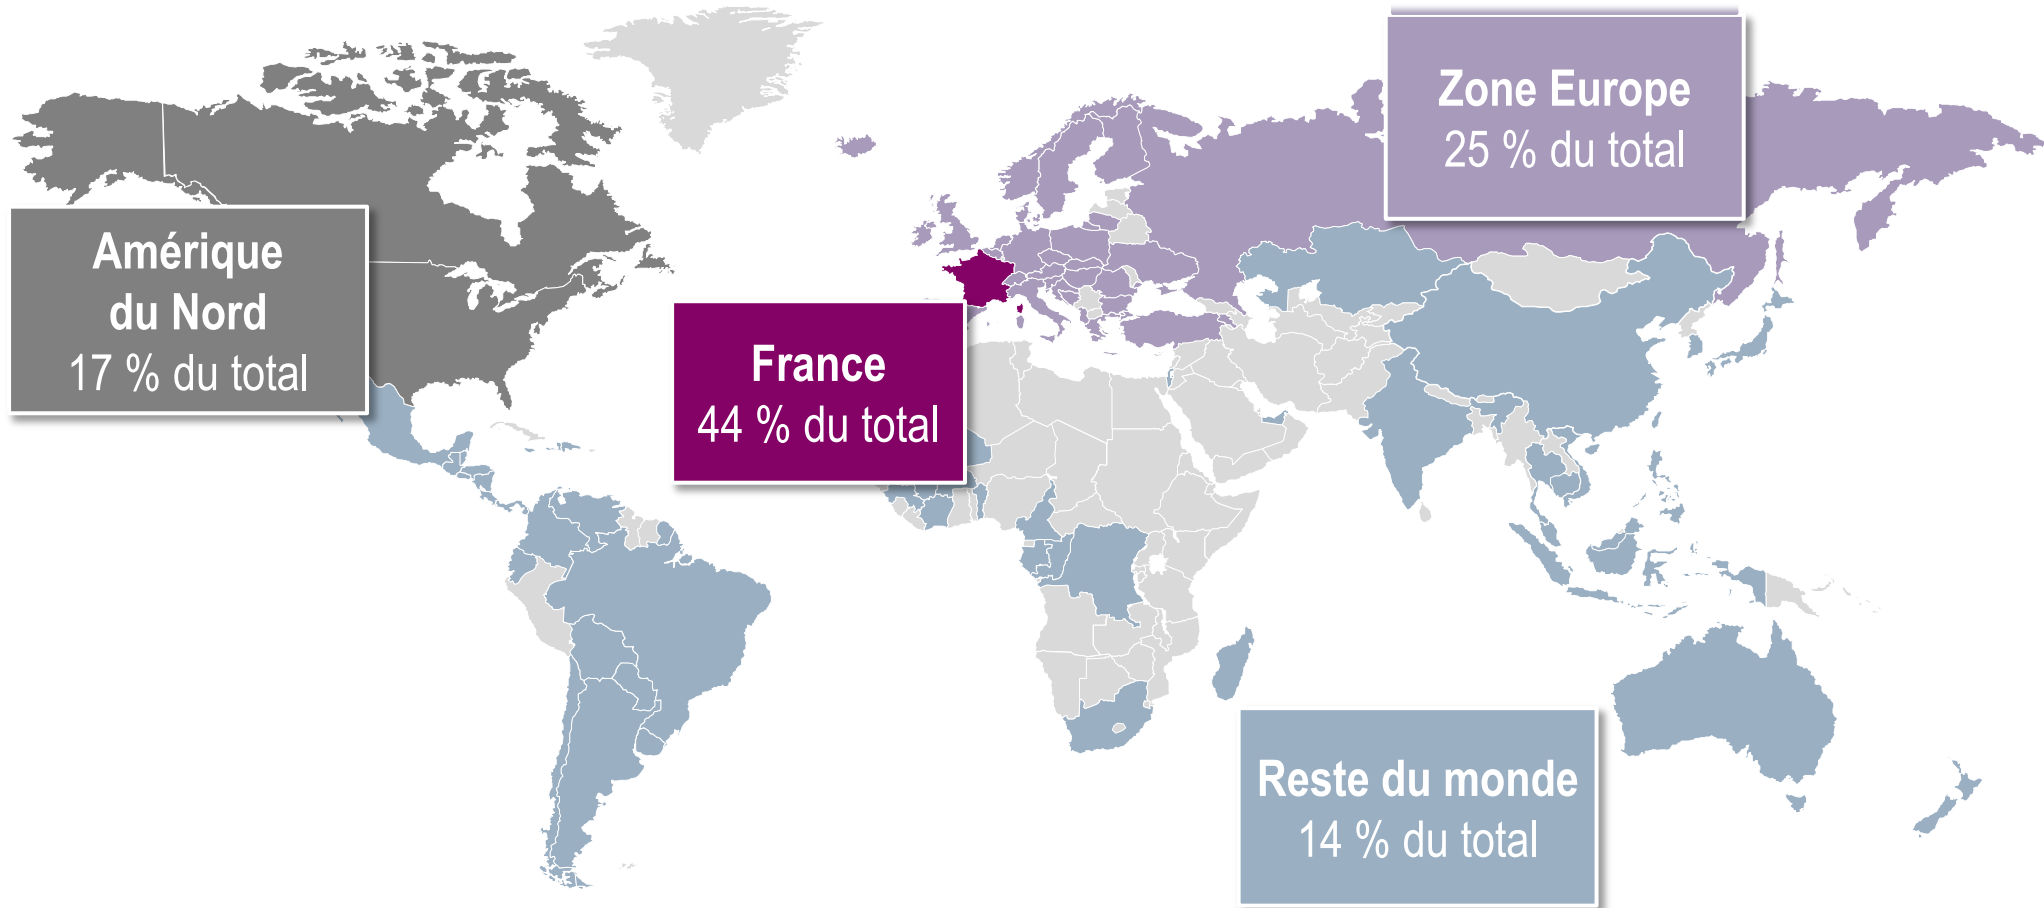 Zone Europe
25 % du total
Amérique
du Nord
17 % du total
France
44 % du total
Reste du monde
14 % du total